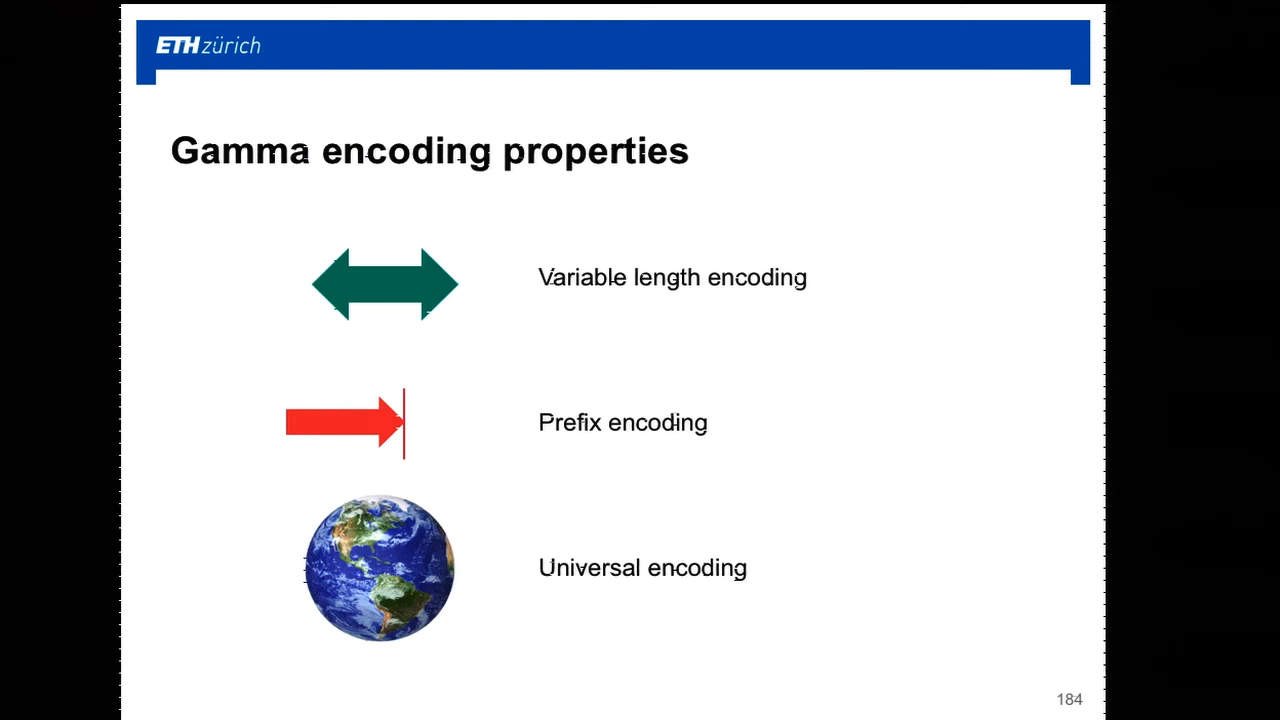 ETH zürich
Gamma encoding properties
Variable length encoding
Prefix encoding
Universal encoding
184